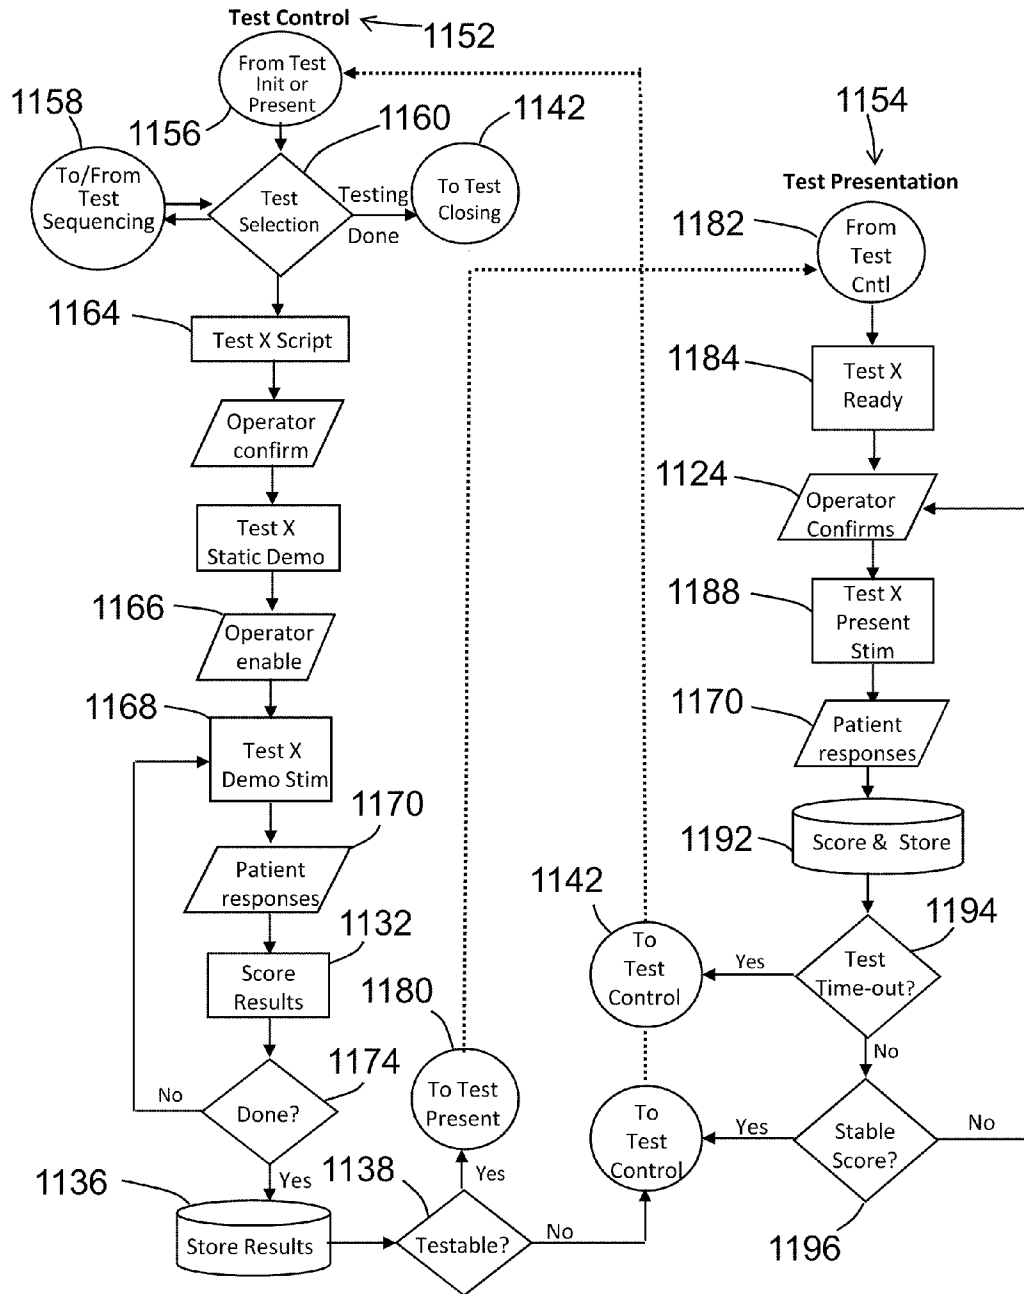 Test Control
1152
From Test
Init or
Present
1156
1158
To/From
Test
Sequencing
1160
Test
Selection
Testing
Done
1142
To Test
Closing
1164
Test X Script
Operator
confirm
Test X
Static Demo
1166
Operator
enable
1168
Test X
Demo Stim
1170
Patient
responses
1132
Score
Results
1174
Done?
No
Yes
1136
Store Results
1138
Testable?
Yes
No
1180
To Test
Present
1154
Test Presentation
1182
From
Test
Cntl
1184
Test X
Ready
1124
Operator
Confirms
1188
Test X
Present
Stim
1170
Patient
responses
1192
Score & Store
1194
Test
Time-out?
Yes
No
1142
To
Test
Control
Stable
Score?
1196
Yes
No
To
Test
Control